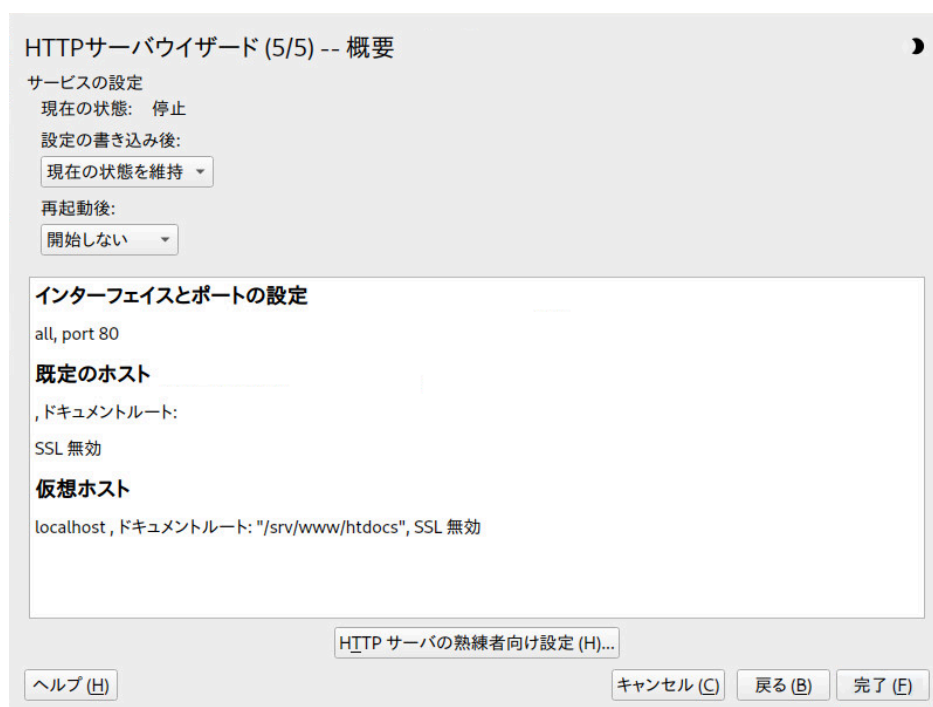 HTTPサーバウイザード (5/5) -- 概要
サービスの設定
現在の状態: 停止
設定の書き込み後:
現在の状態を維持
再起動後:
開始しない
インターフェイスとポートの設定
all, port 80
既定のホスト
, ドキュメントルート:
SSL 無効
仮想ホスト
localhost , ドキュメントルート: "/srv/www/htdocs", SSL 無効
HTTP サーバの熟練者向け設定 (H)...
ヘルプ (H)
キャンセル (C)
戻る (B)
完了 (F)